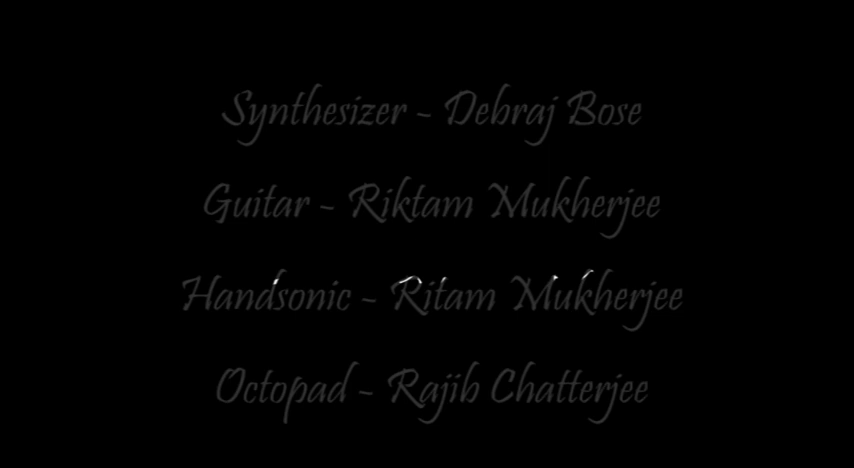 Synthesizer - Debraj Bose
Guitar - Riktam Mukherjee
Handsonic - Ritam Mukherjee
Octopad - Rajib Chatterjee